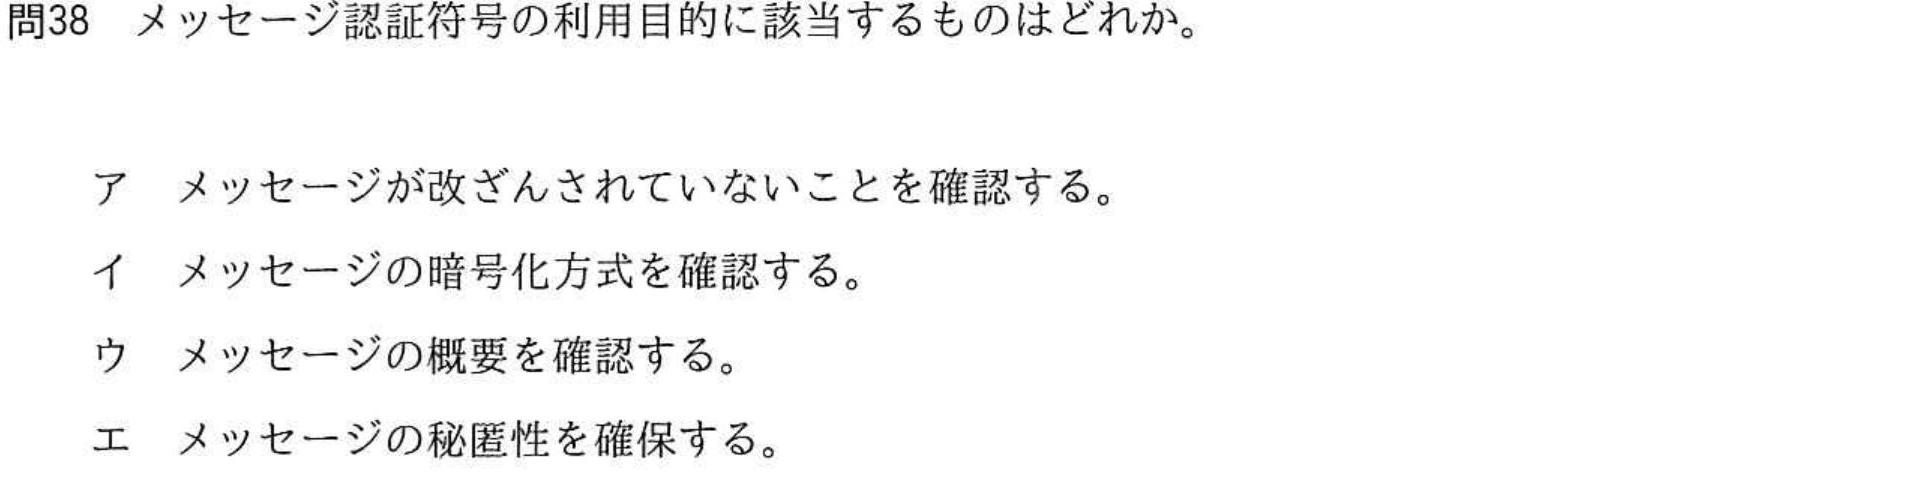 問38　メッセージ認証符号の利用目的に該当するものはどれか。
ア　メッセージが改ざんされていないことを確認する。
イ　メッセージの暗号化方式を確認する。
ウ　メッセージの概要を確認する。
エ　メッセージの秘匿性を確保する。